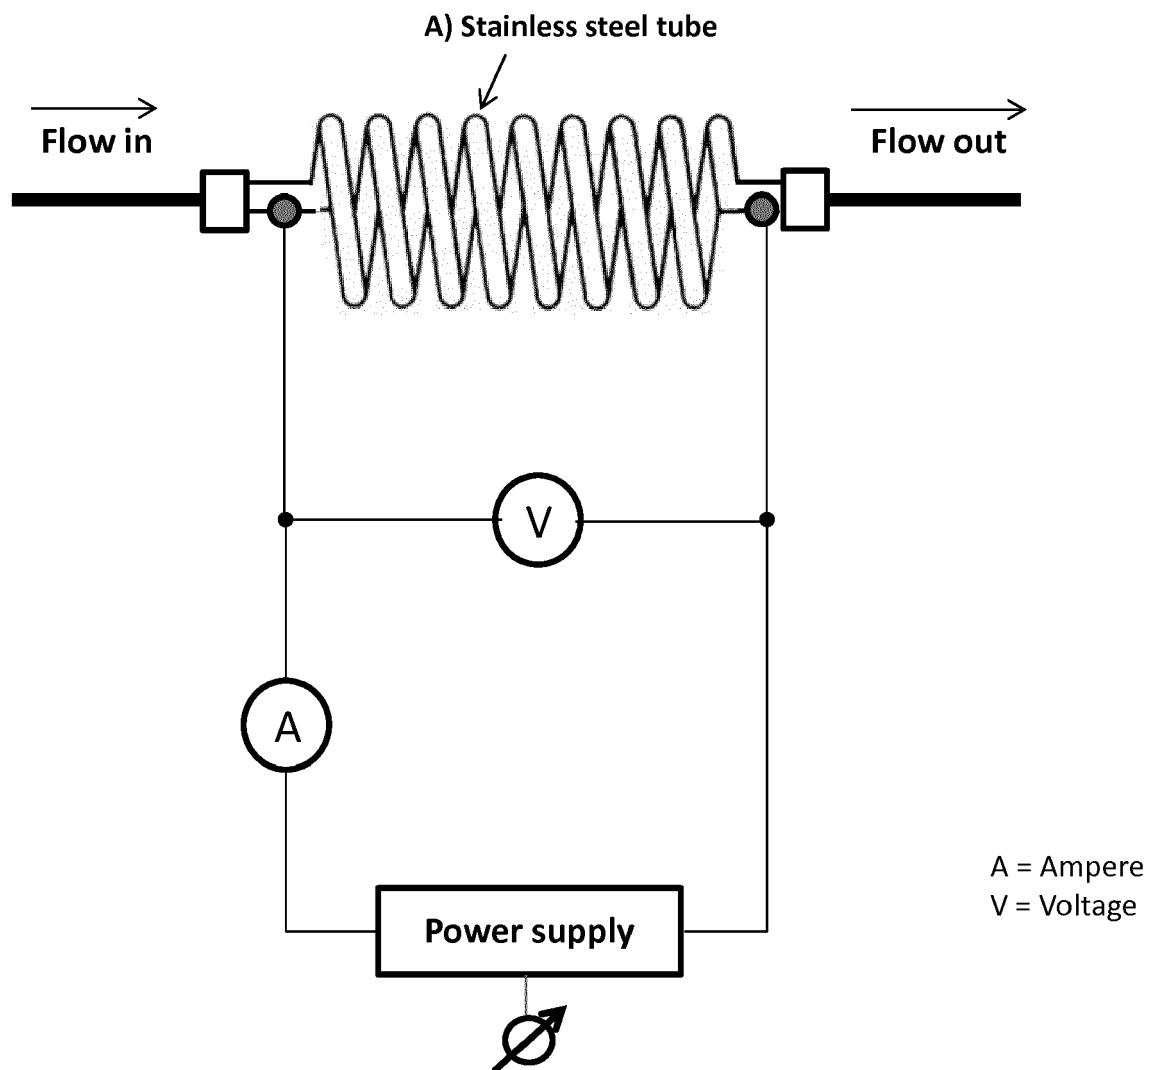 A) Stainless steel tube
Flow in
Flow out
V
A
A = Ampere
V = Voltage
Power supply